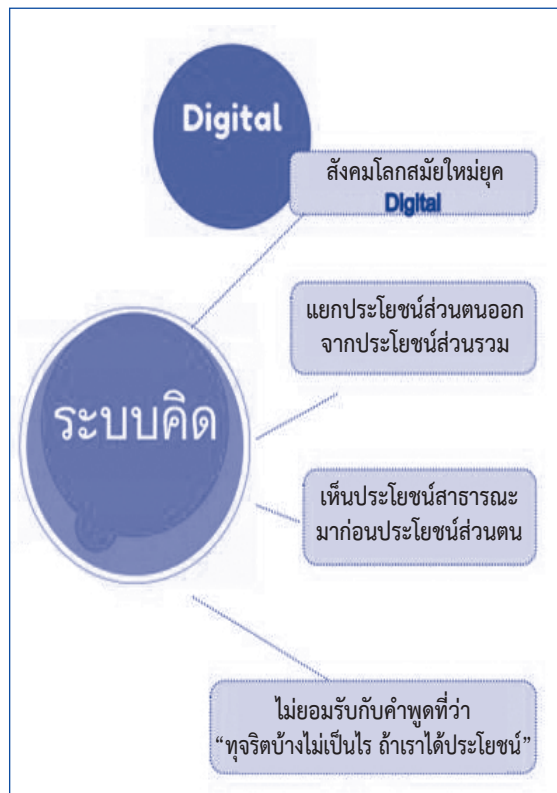 Digital
สังคมโลกสมัยใหม่ยุค
Digital
แยกประโยชน์ส่วนตนออก
จากประโยชน์ส่วนรวม
ระบบคิด
เห็นประโยชน์สาธารณะ
มาก่อนประโยชน์ส่วนตน
ไม่ยอมรับกับคำพูดที่ว่า
“ทุจริตบ้างไม่เป็นไร ถ้าเราได้ประโยชน์”